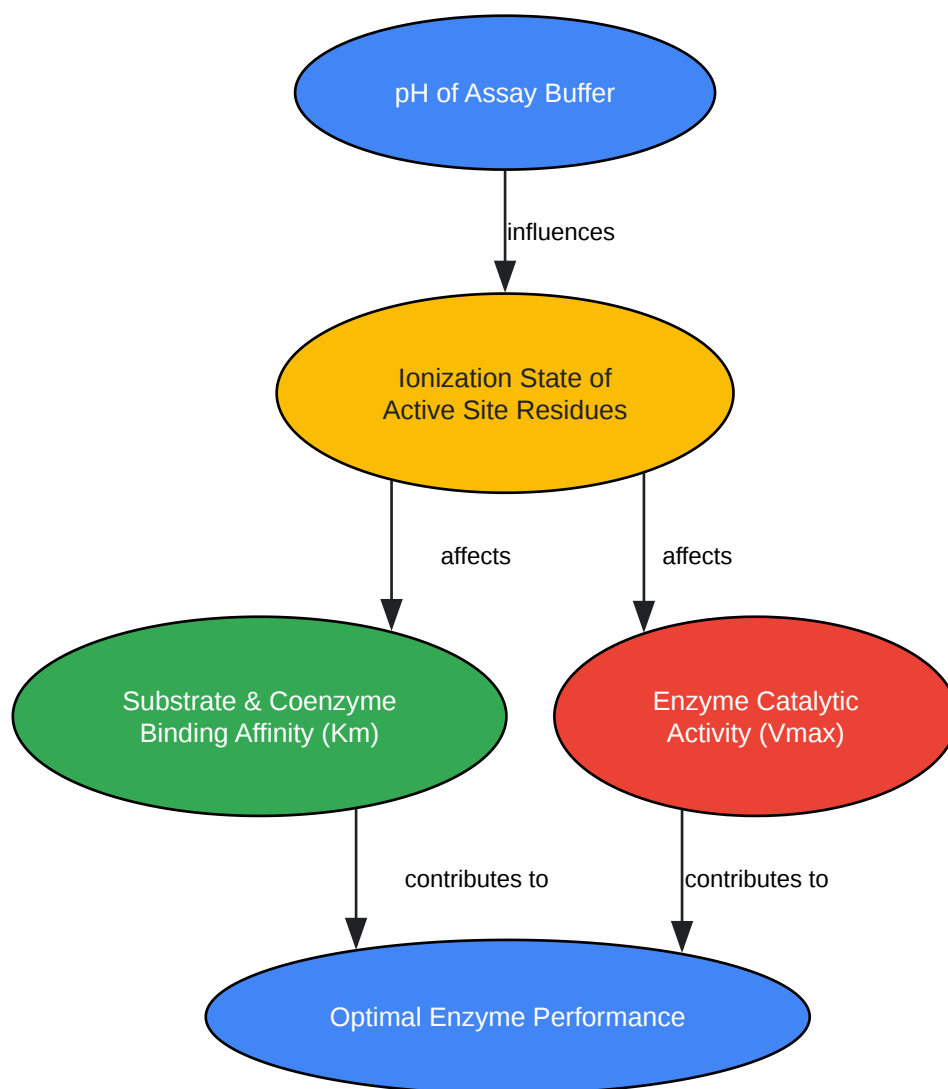 pH of Assay Buffer
influences
Ionization State of
Active Site Residues
affects
affects
Substrate & Coenzyme
Binding Affinity (Km)
Enzyme Catalytic
Activity (Vmax)
contributes to
contributes to
Optimal Enzyme Performance